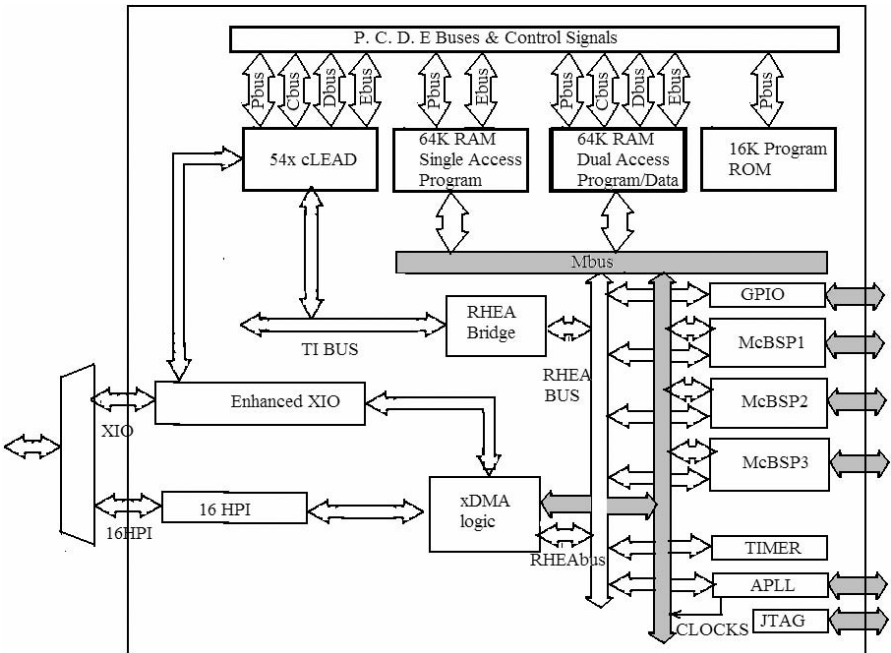 P. C. D. E Buses & Control Signals
Pbus
Cbus
Dbus
Ebus
Pbus
Ebus
Pbus
Cbus
Dbus
Ebus
Pbus
54x cLEAD
64K RAM
Single Access
Program
64K RAM
Dual Access
Program/Data
16K Program
ROM
Mbus
GPIO
RHEA
Bridge
TI BUS
McBSP1
RHEA
BUS
Enhanced XIO
XIO
McBSP2
McBSP3
16 HPI
16HPI
xDMA
logic
RHEAbus
TIMER
APLL
CLOCKS
JTAG